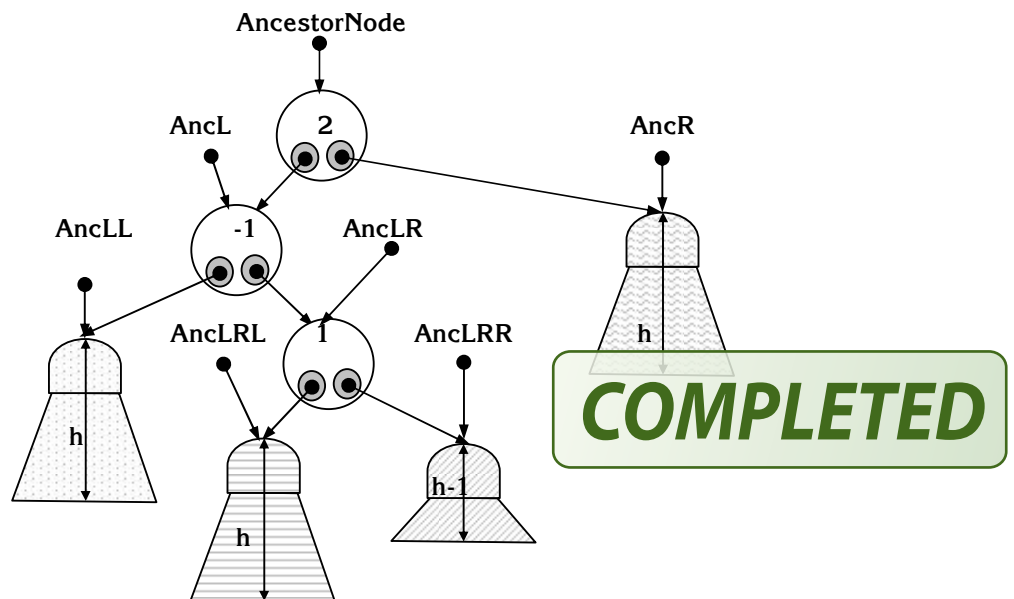 AncestorNode
AncL
2
AncR
AncLL
-1
AncLR
AncLRL
1
AncLRR
h
COMPLETED
h
h-1
h